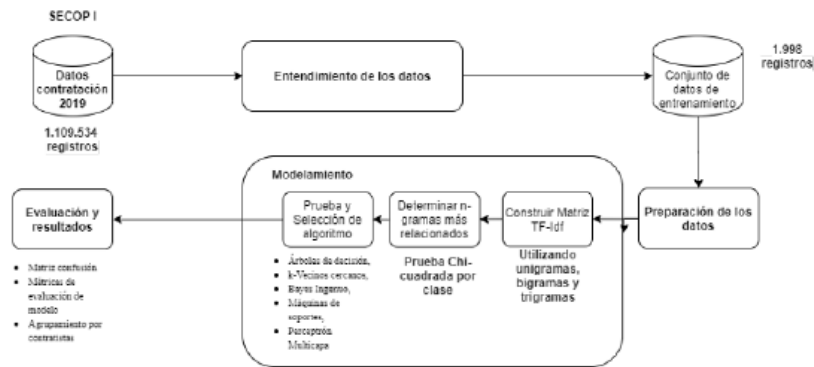 SECOP I
Datos
contratación
2019
1.109.534
registros
Entendimiento de los datos
Conjunto de
datos de
entrenamiento
1.998
registros
Preparación de los
datos
Modelamiento
Construir Matriz
TF-Idf
Utilizando
unigramas,
bigramas y
trigramas
Determinar n-
gramas más
relacionados
Prueba Chi-
cuadrada por
clase
Prueba y
Selección de
algoritmo
• Árboles de decisión,
• k-Vecinos cercanos,
• Bayes Ingenuo,
• Máquinas de
soportes,
• Perceptrón
Multicapa
Evaluación y
resultados
• Matriz confusión
• Métricas de
evaluación de
modelo
• Agrupamiento por
contratistas